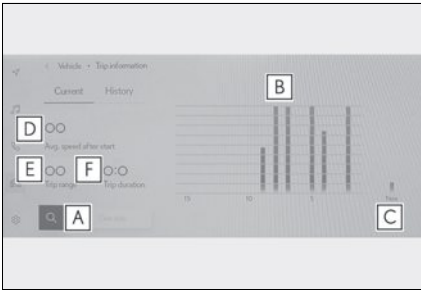 < Vehicle • Trip information
Current History
B
D
Avg. speed after start
E F
Trip range Trip duration
A
15 10 5 Now
C